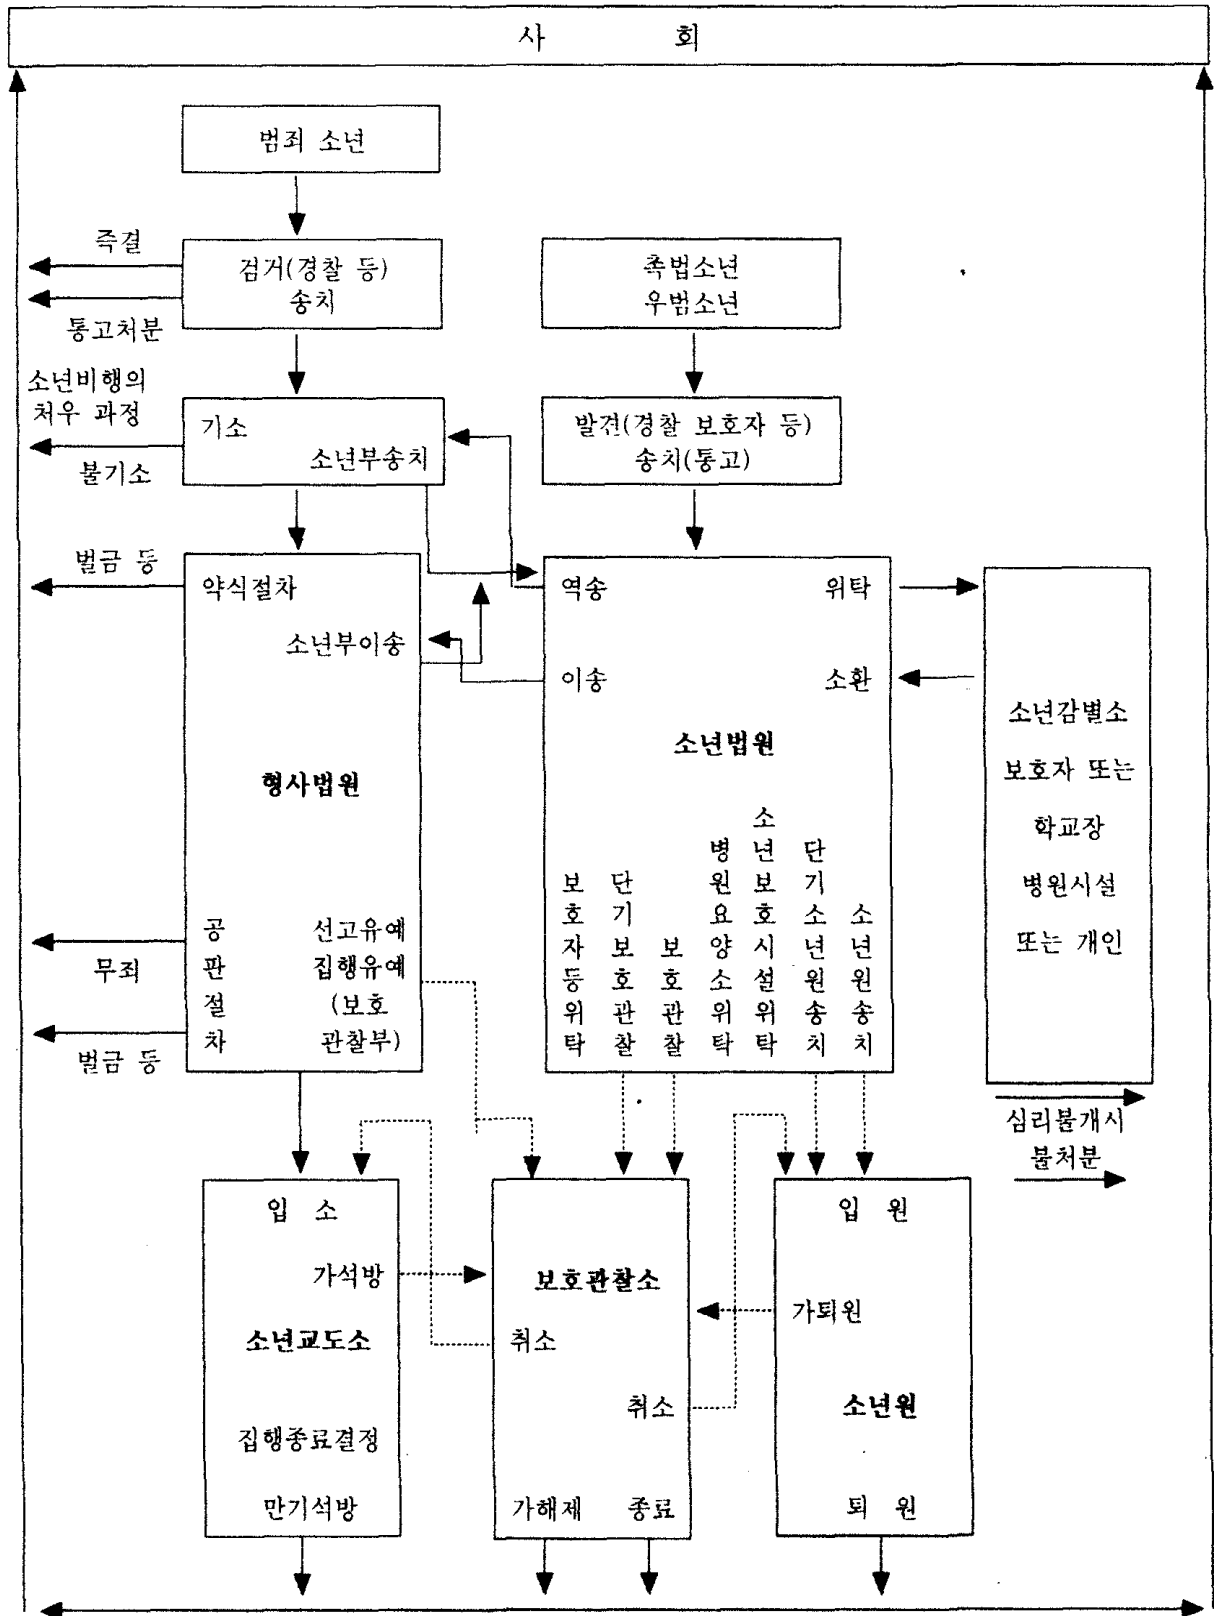 사 회
범죄 소년
즉결
검거(경찰 등)
송치
통고처분
촉법소년
우범소년
소년비행의
처우 과정
불기소
기소
소년부송치
발견(경찰 보호자 등)
송치(통고)
벌금 등
약식절차
소년부이송
형사법원
무죄
벌금 등
공판절차
선고유예
집행유예
(보호
관찰부)
역송
위탁
이송
소환
소년법원
보호자등위탁
단기보호관찰
보호관찰
병원요양소위탁
소년보호시설위탁
단기소년원송치
소년원송치
소년감별소
보호자 또는
학교장
병원시설
또는 개인
심리불개시
불처분
입 소
가석방
소년교도소
집행종료결정
만기석방
보호관찰소
취소
취소
가해제 종료
입 원
가퇴원
소년원
퇴 원